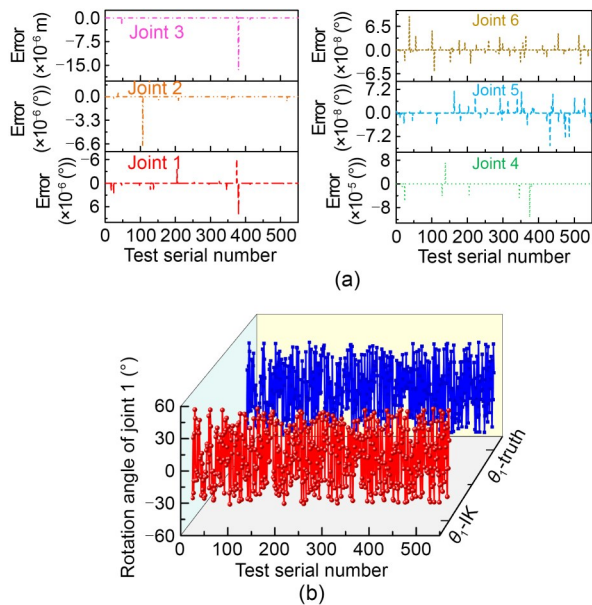 Error
(×10⁻⁶ m)
0.0
−7.5
−15.0
Joint 3
Error
(×10⁻⁶ (°))
0.0
−3.3
−6.6
Joint 2
Error
(×10⁻⁶ (°))
−6
0
6
Joint 1
0 100 200 300 400 500
Test serial number
Error
(×10⁻⁸ (°))
6.5
0.0
6.5
Joint 6
Error
(×10⁻⁸ (°))
7.2
0.0
−7.2
Joint 5
Error
(×10⁻⁵ (°))
8
0
−8
Joint 4
0 100 200 300 400 500
Test serial number
(a)
Rotation angle of joint 1 (°)
60
30
0
−30
−60
0 100 200 300 400 500
Test serial number
θ₁-IK
θ₁-truth
(b)